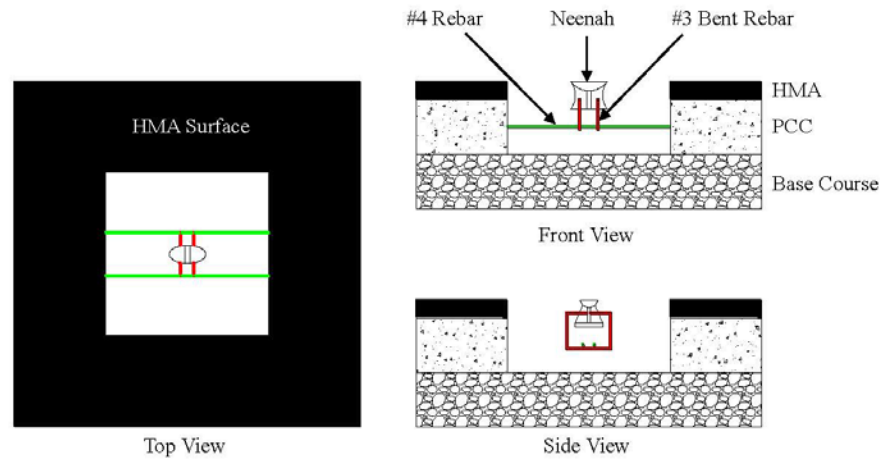 #4 Rebar
Neenah
#3 Bent Rebar
HMA
PCC
Base Course
Front View
HMA Surface
Top View
Side View